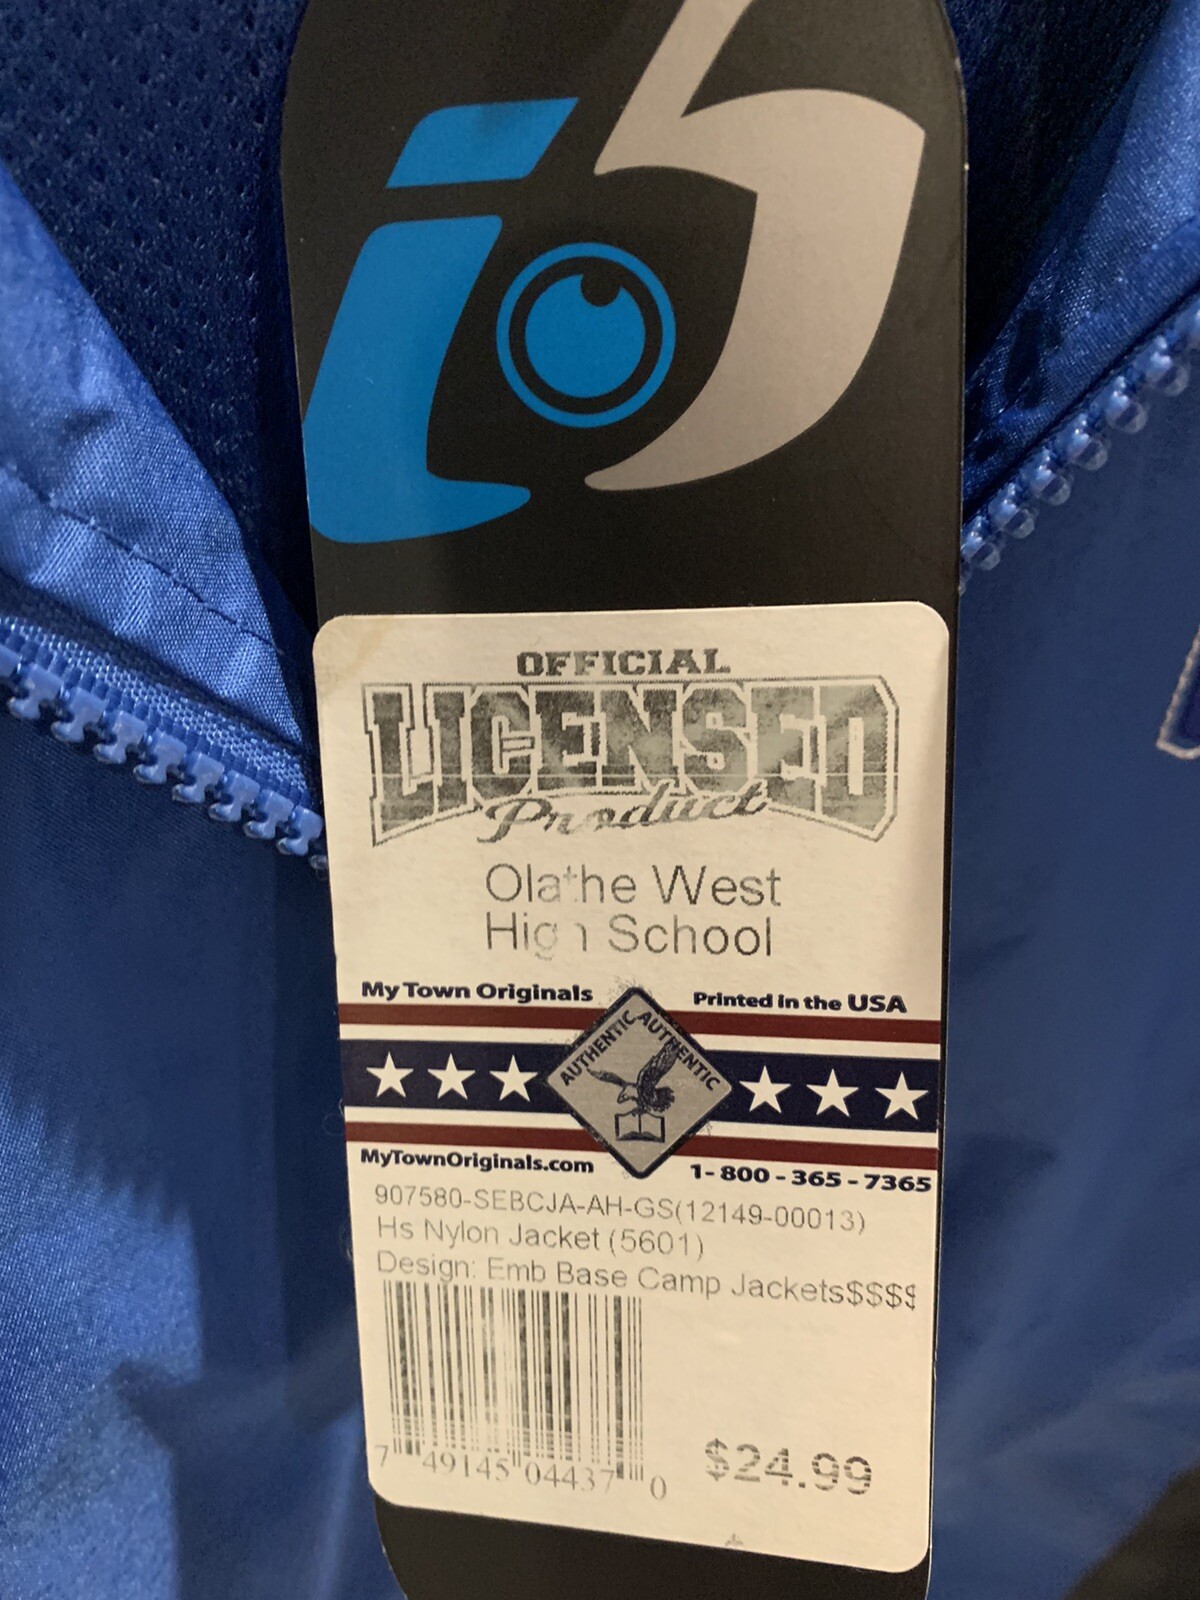 i5
OFFICIAL
LICENSED
Product
Olathe West
High School
My Town Originals
Printed in the USA
AUTHENTIC AUTHENTIC
MyTownOriginals.com
1-800-365-7365
907580-SEBCJA-AH-GS(12149-00013)
Hs Nylon Jacket (5601)
Design: Emb Base Camp Jackets$$$$
7 49145 04437 0
$24.99